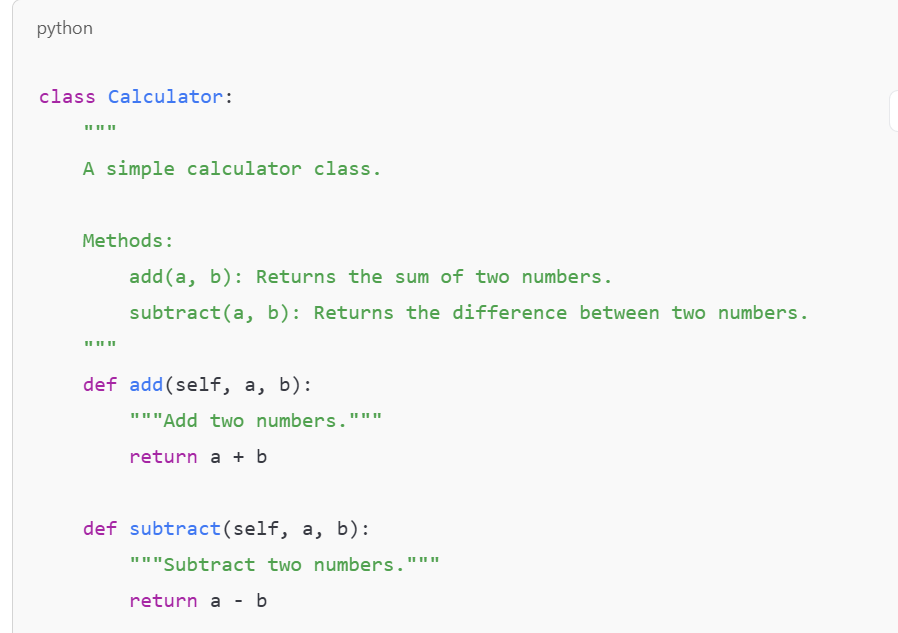 python
class Calculator:
    """
    A simple calculator class.

    Methods:
        add(a, b): Returns the sum of two numbers.
        subtract(a, b): Returns the difference between two numbers.
    """
    def add(self, a, b):
        """Add two numbers."""
        return a + b

    def subtract(self, a, b):
        """Subtract two numbers."""
        return a - b